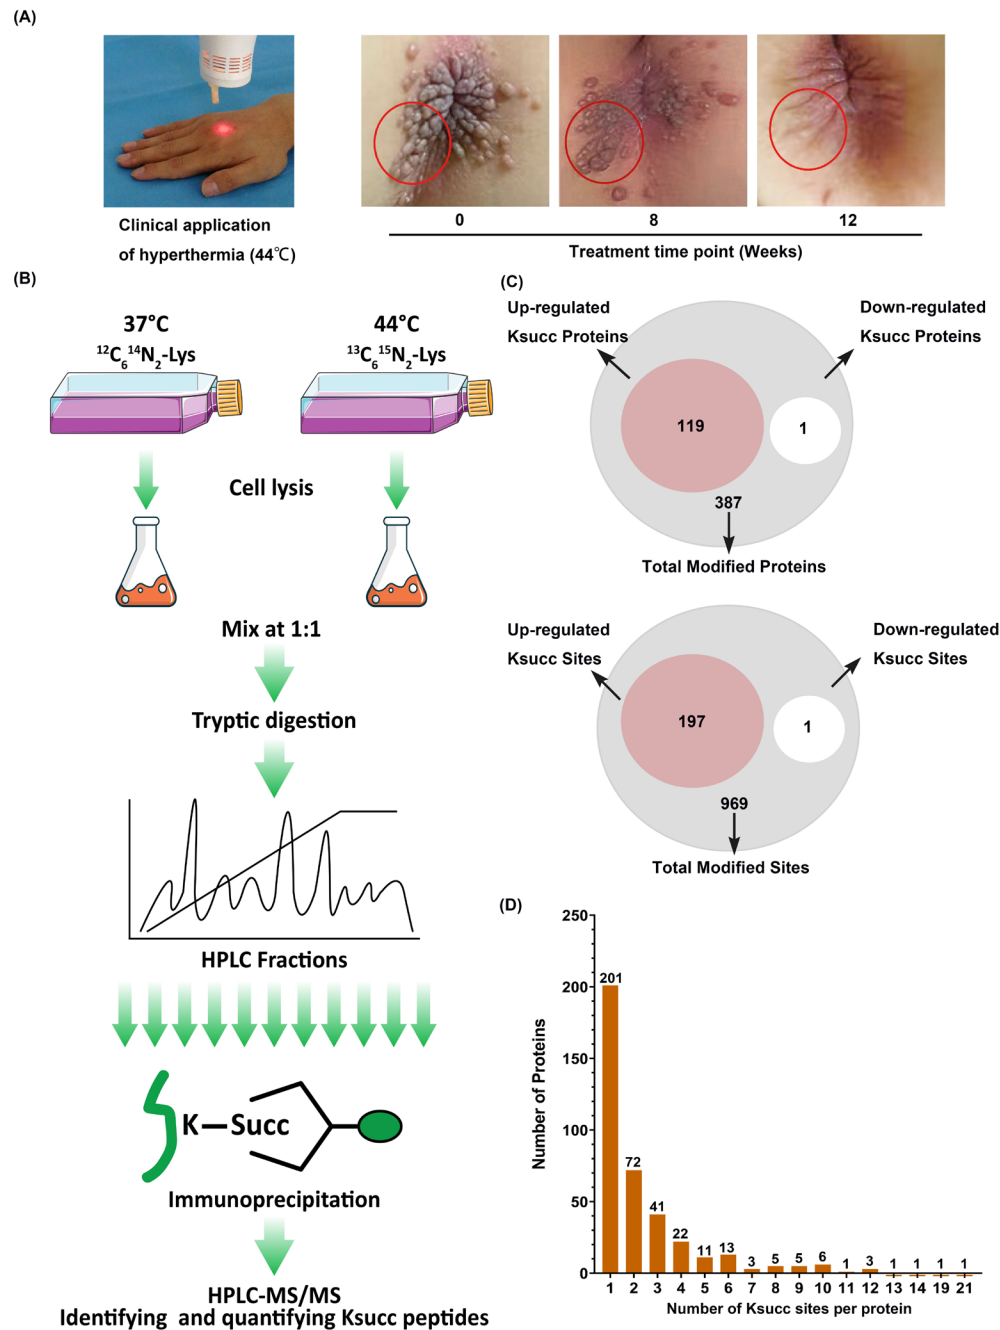 (A)
Clinical application
of hyperthermia (44℃)
0
8
12
Treatment time point (Weeks)
(B)
37°C
¹²C₆¹⁴N₂-Lys
44°C
¹³C₆¹⁵N₂-Lys
Cell lysis
Mix at 1:1
Tryptic digestion
HPLC Fractions
K—Succ
Immunoprecipitation
HPLC-MS/MS
Identifying and quantifying Ksucc peptides
(C)
Up-regulated
Ksucc Proteins
Down-regulated
Ksucc Proteins
119
1
387
Total Modified Proteins
Up-regulated
Ksucc Sites
Down-regulated
Ksucc Sites
197
1
969
Total Modified Sites
(D)
Number of Proteins
250
200
150
100
50
0
201
72
41
22
11
13
3
5
5
6
1
3
1
1
1
1
1 2 3 4 5 6 7 8 9 10 11 12 13 14 19 21
Number of Ksucc sites per protein